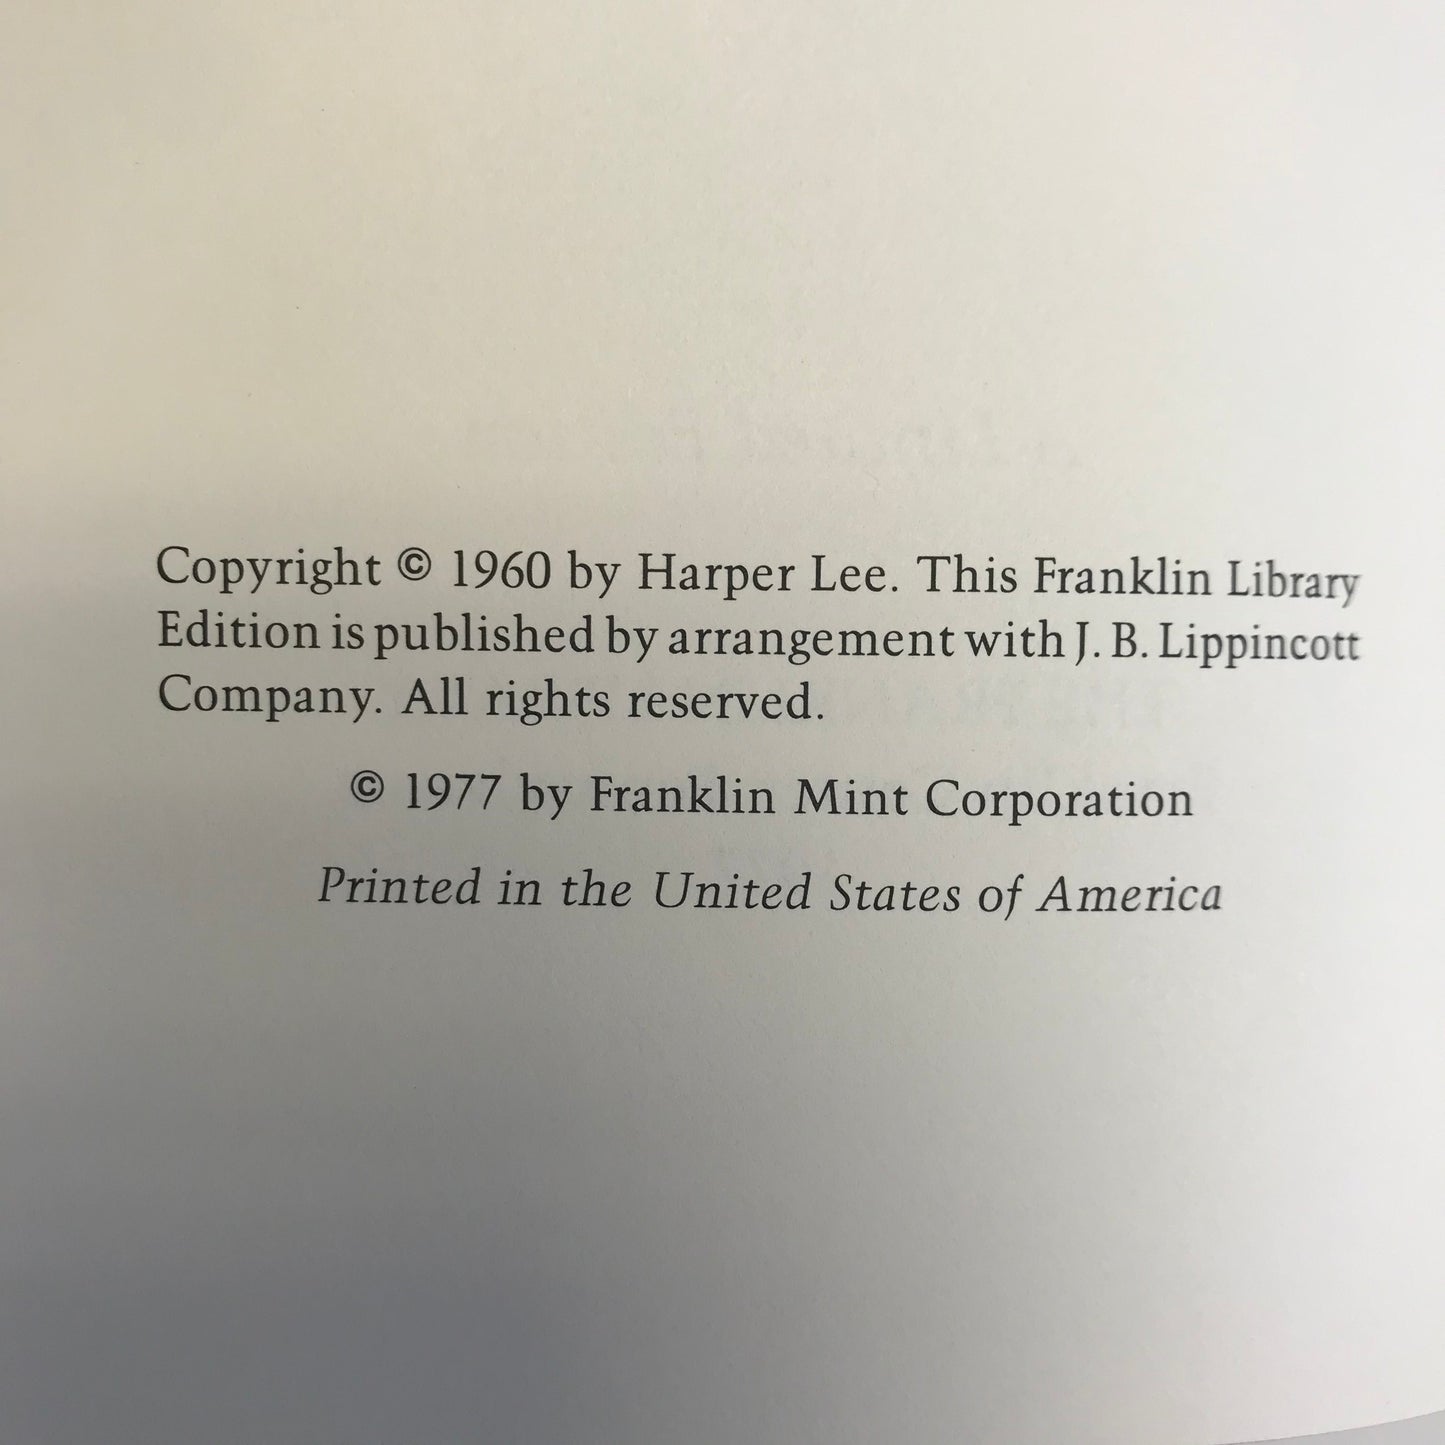 Copyright © 1960 by Harper Lee. This Franklin Library
Edition is published by arrangement with J. B. Lippincott
Company. All rights reserved.
© 1977 by Franklin Mint Corporation
Printed in the United States of America